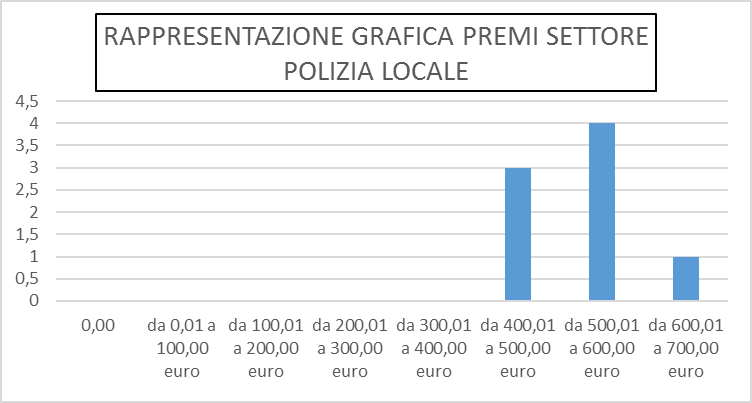 RAPPRESENTAZIONE GRAFICA PREMI SETTORE
POLIZIA LOCALE
4,5
4
3,5
3
2,5
2
1,5
1
0,5
0
0,00
da 0,01 a
100,00
euro
da 100,01
a 200,00
euro
da 200,01
a 300,00
euro
da 300,01
a 400,00
euro
da 400,01
a 500,00
euro
da 500,01
a 600,00
euro
da 600,01
a 700,00
euro